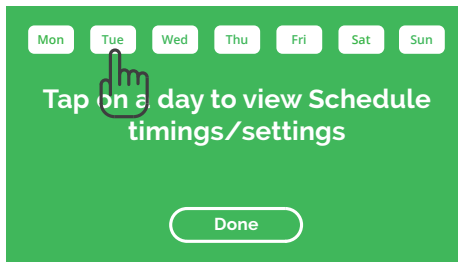 Mon Tue Wed Thu Fri Sat Sun
Tap on a day to view Schedule
timings/settings
Done